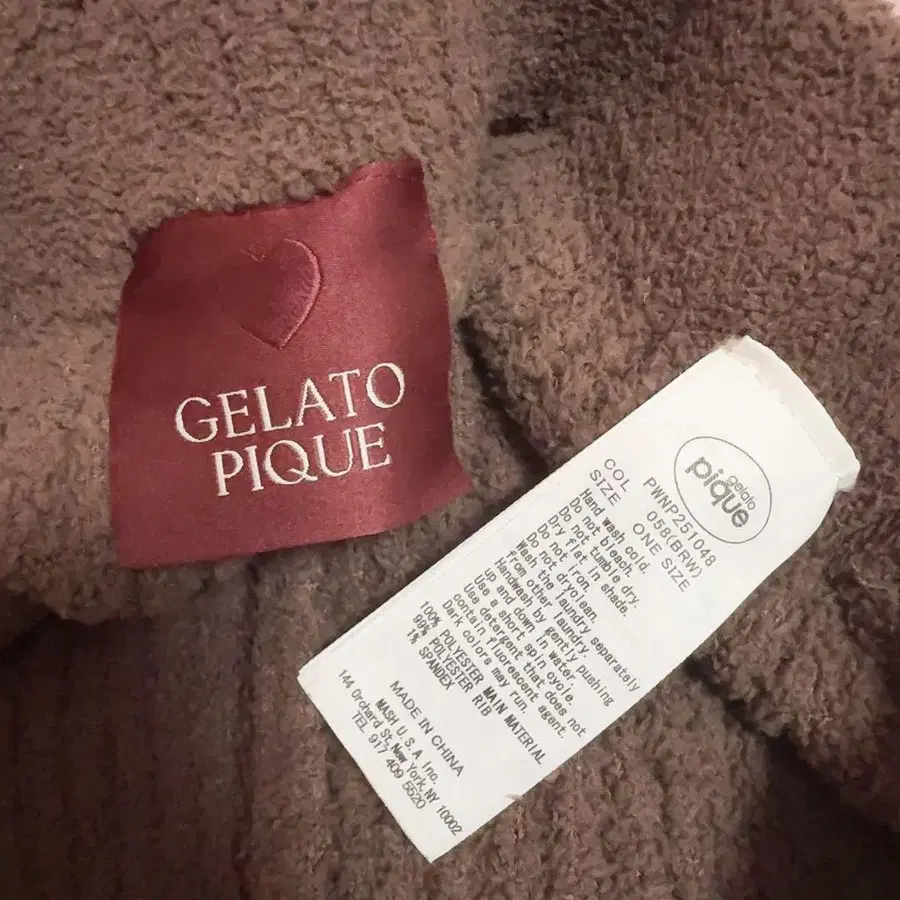 GELATO
PIQUE
gelato
pique
PWNP251048
COL 058(BRW)
SIZE ONE SIZE
Hand wash cold.
Do not bleach.
Do not tumble dry.
Dry flat in shade.
Do not iron.
Do not dryclean.
Wash the laundry separately
from other laundry.
Handwash by gently pushing
up and down in water.
Use a short spin cycle.
Use detergent that does not
contain fluorescent agent.
Dark colors may run.
100% POLYESTER MAIN MATERIAL
99% POLYESTER RIB
1% SPANDEX
MADE IN CHINA
MASH U.S.A Inc.
144 Orchard St, New York, NY 10002
TEL 917 409 5520